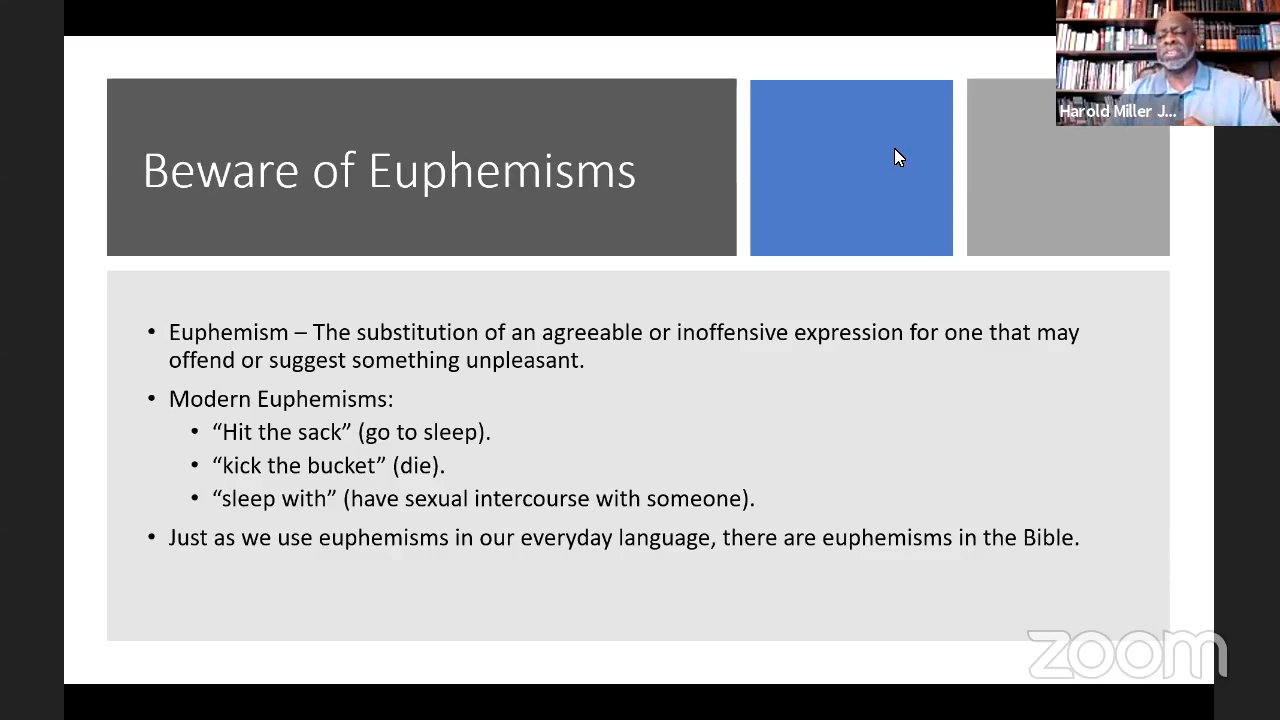 Harold Miller J...
Beware of Euphemisms
• Euphemism – The substitution of an agreeable or inoffensive expression for one that may
offend or suggest something unpleasant.
• Modern Euphemisms:
• “Hit the sack” (go to sleep).
• “kick the bucket” (die).
• “sleep with” (have sexual intercourse with someone).
• Just as we use euphemisms in our everyday language, there are euphemisms in the Bible.
zoom